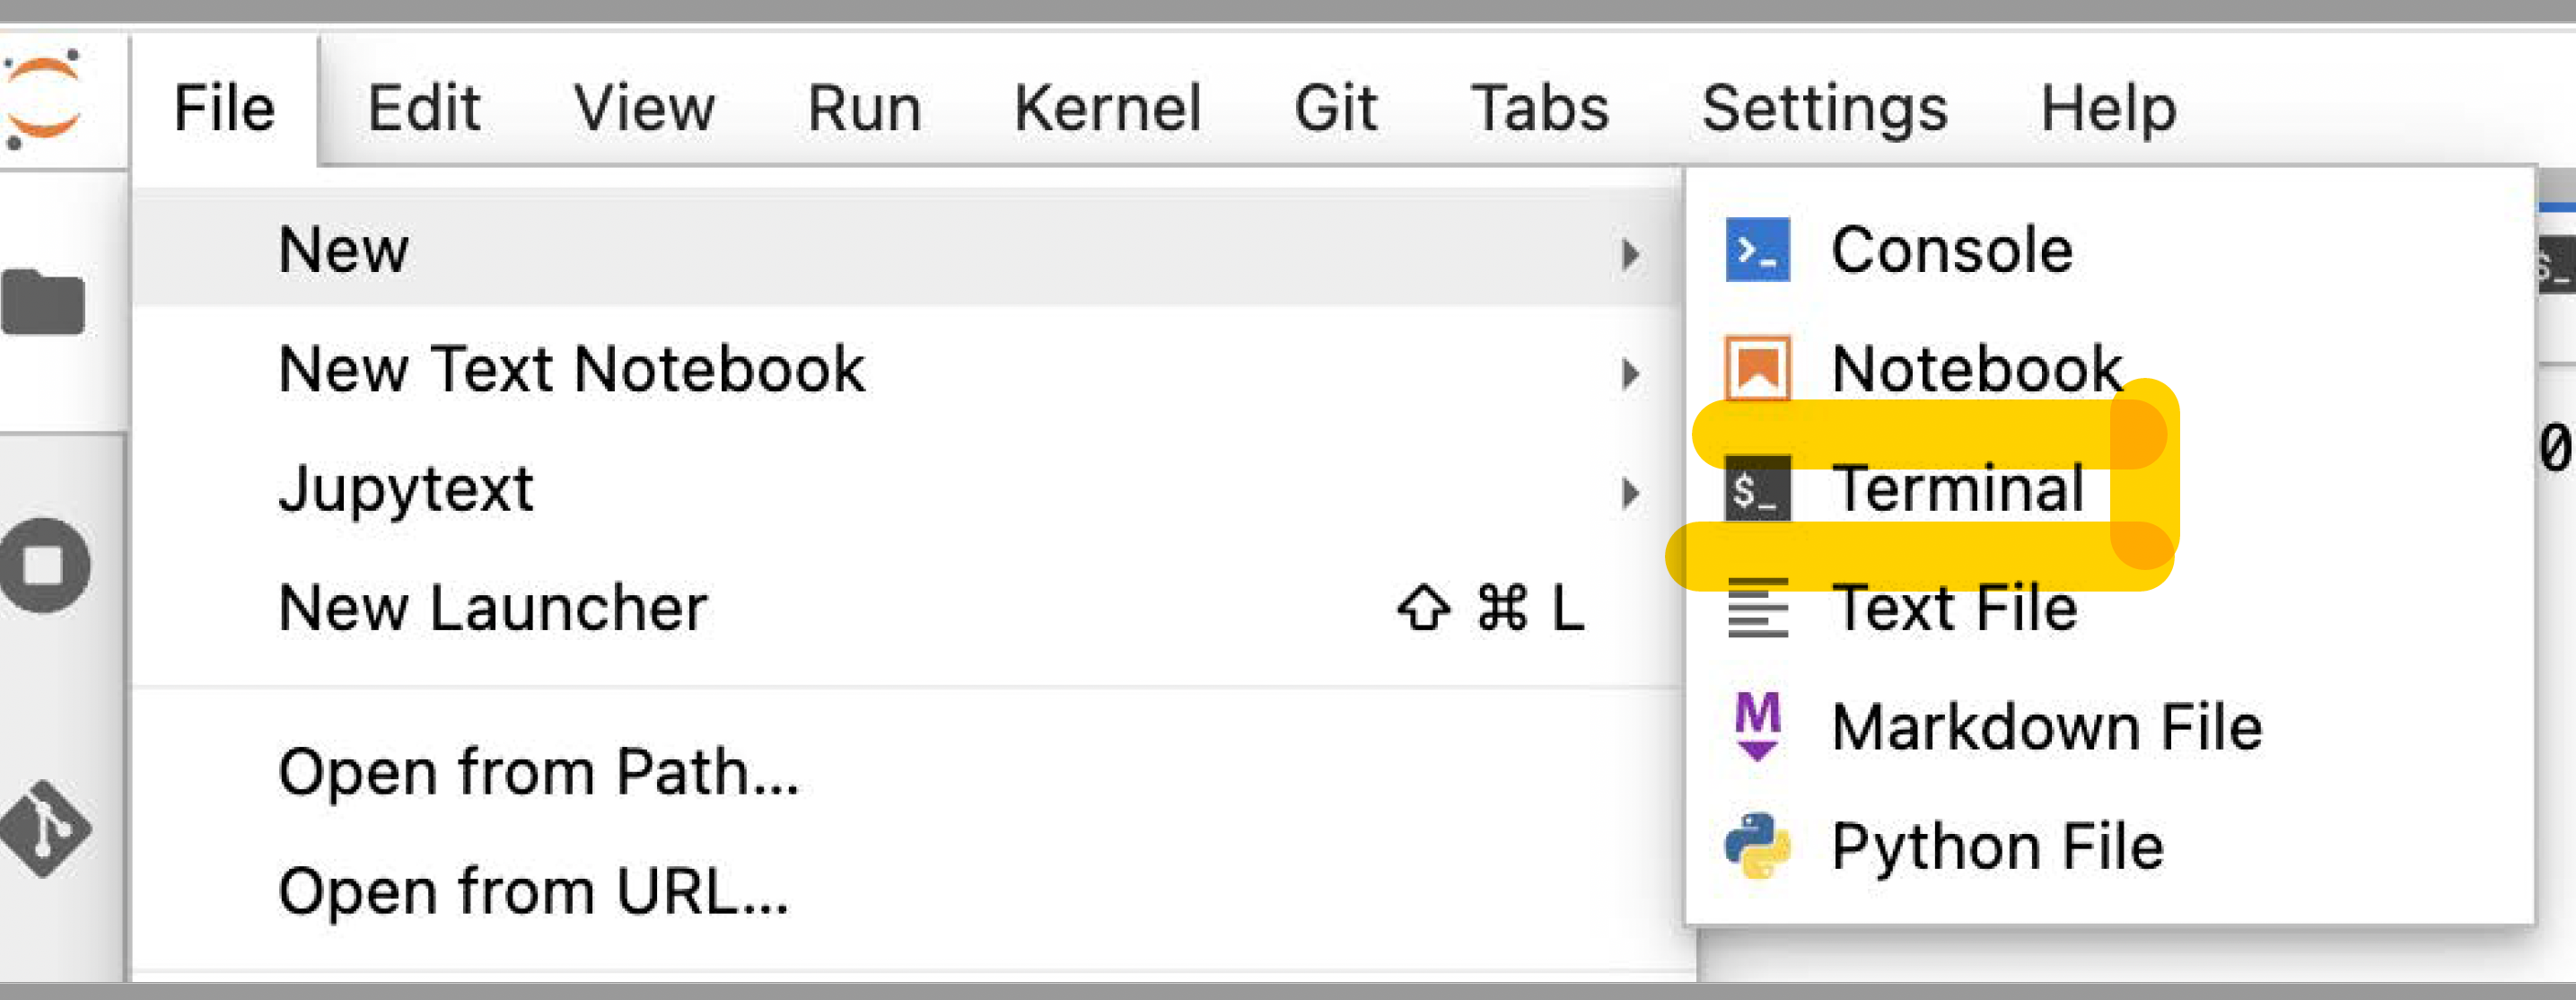 File Edit View Run Kernel Git Tabs Settings Help
New
New Text Notebook
Jupytext
New Launcher ⇧ ⌘ L
Open from Path...
Open from URL...
>_ Console
Notebook
$_ Terminal
Text File
M Markdown File
Python File
$_
0